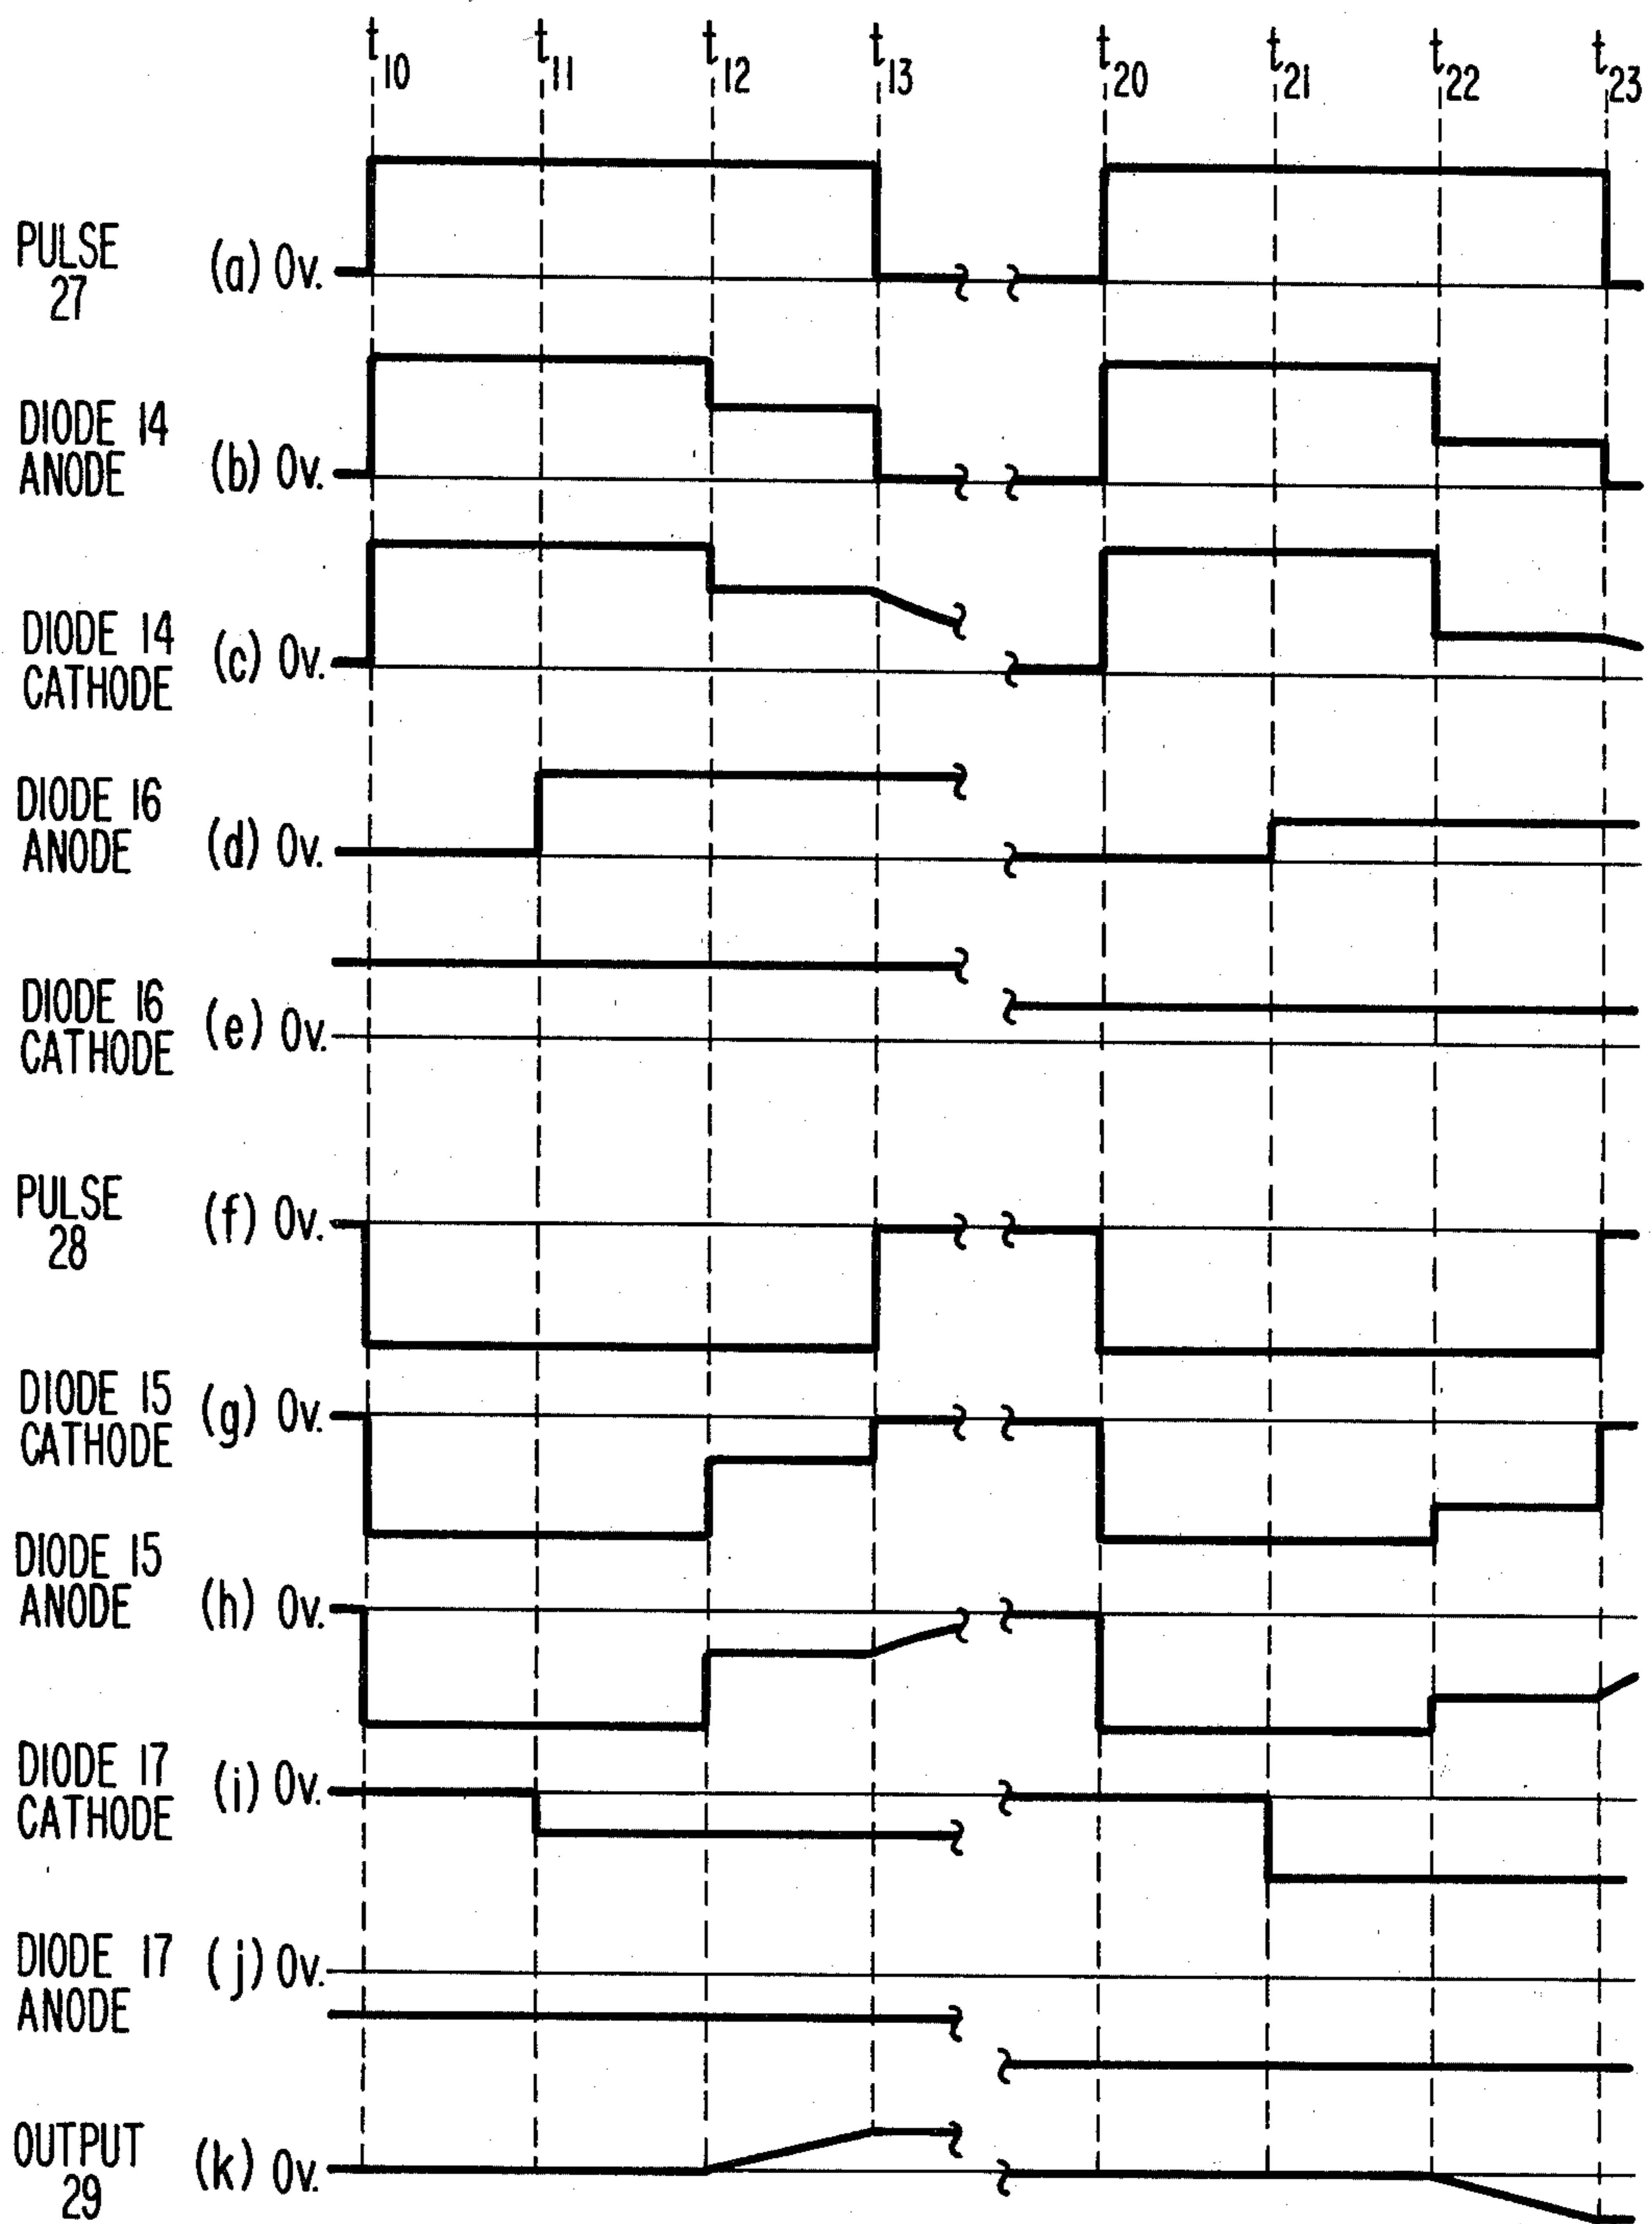 t10 t11 t12 t13 t20 t21 t22 t23
PULSE
27
(a) 0v.
DIODE 14
ANODE
(b) 0v.
DIODE 14
CATHODE
(c) 0v.
DIODE 16
ANODE
(d) 0v.
DIODE 16
CATHODE
(e) 0v.
PULSE
28
(f) 0v.
DIODE 15
CATHODE
(g) 0v.
DIODE 15
ANODE
(h) 0v.
DIODE 17
CATHODE
(i) 0v.
DIODE 17
ANODE
(j) 0v.
OUTPUT
29
(k) 0v.